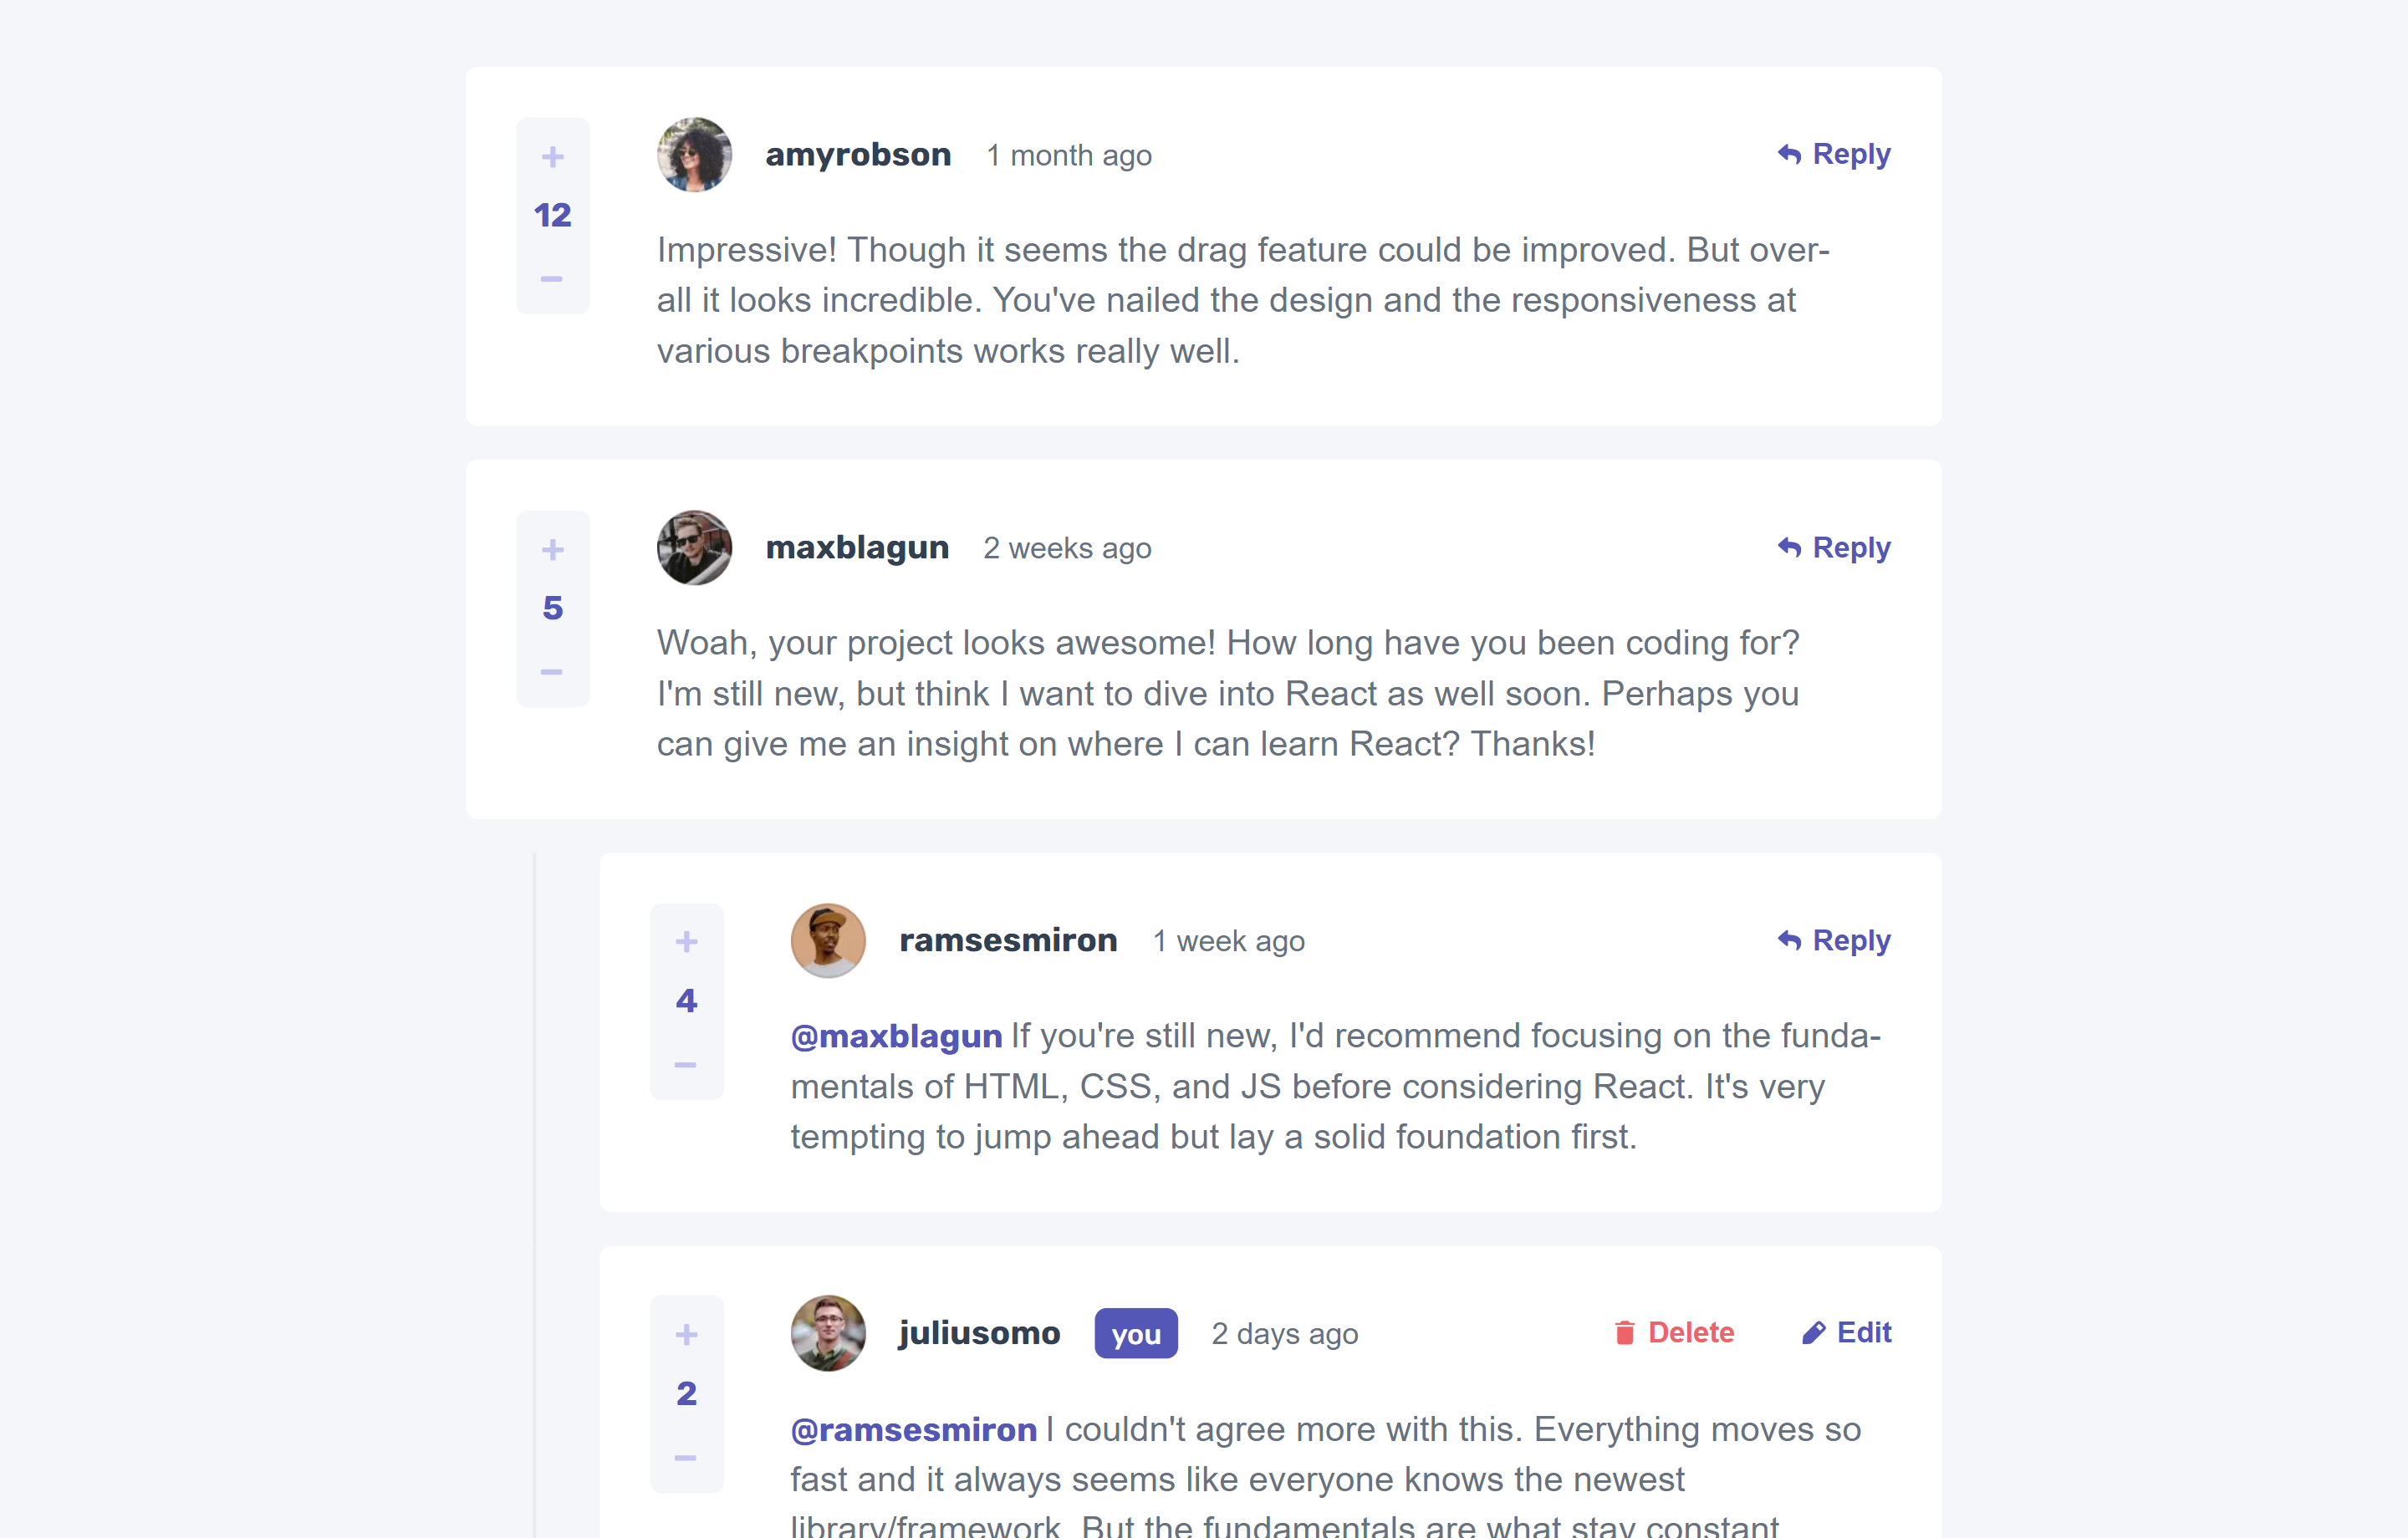 amyrobson 1 month ago Reply
+
12
−
Impressive! Though it seems the drag feature could be improved. But over-
all it looks incredible. You've nailed the design and the responsiveness at
various breakpoints works really well.
maxblagun 2 weeks ago Reply
+
5
−
Woah, your project looks awesome! How long have you been coding for?
I'm still new, but think I want to dive into React as well soon. Perhaps you
can give me an insight on where I can learn React? Thanks!
ramsesmiron 1 week ago Reply
+
4
−
@maxblagun If you're still new, I'd recommend focusing on the funda-
mentals of HTML, CSS, and JS before considering React. It's very
tempting to jump ahead but lay a solid foundation first.
juliusomo you 2 days ago Delete Edit
+
2
−
@ramsesmiron I couldn't agree more with this. Everything moves so
fast and it always seems like everyone knows the newest
library/framework. But the fundamentals are what stay constant